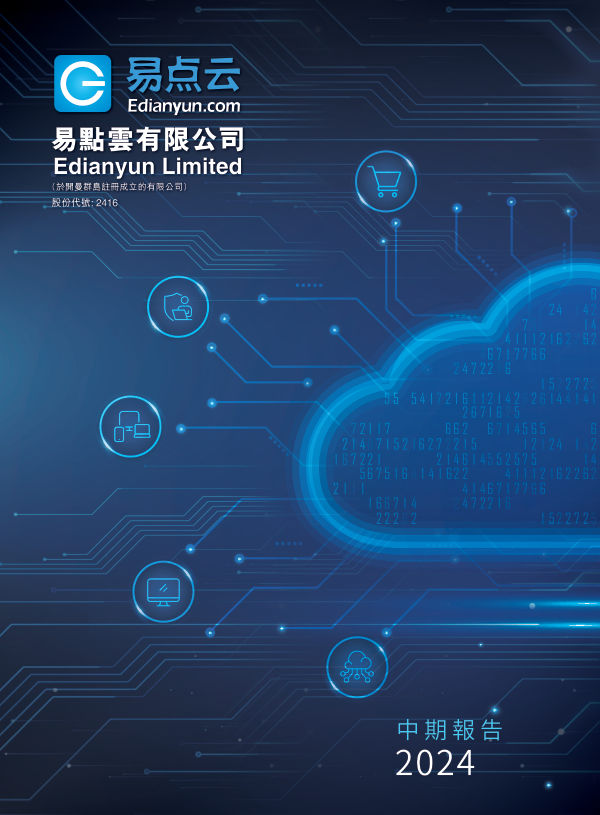 易点云
Edianyun.com
易點雲有限公司
Edianyun Limited
(於開曼群島註冊成立的有限公司)
股份代號: 2416
中期報告
2024